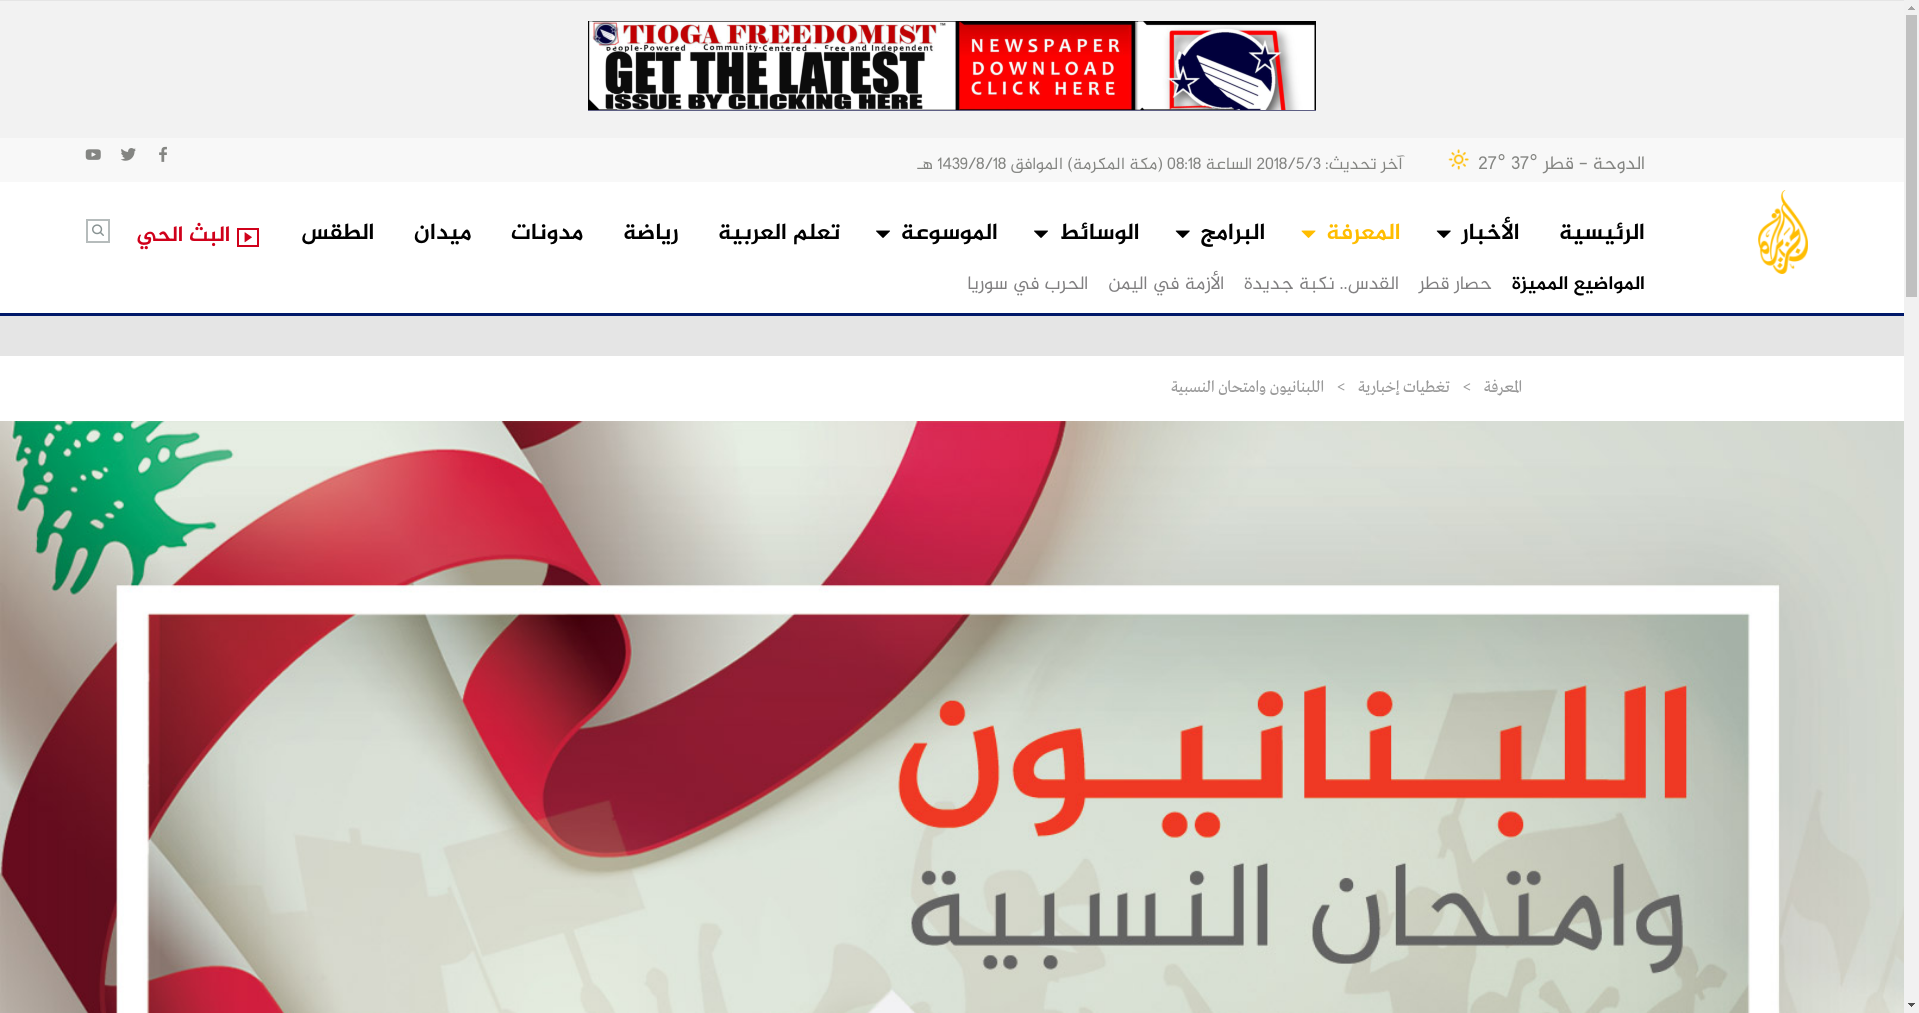 TIOGA FREEDOMIST
People-Powered Community-Centered · Free and Independent
GET THE LATEST
ISSUE BY CLICKING HERE
NEWSPAPER
DOWNLOAD
CLICK HERE
الدوحة - قطر 37° 27°
آخر تحديث: 2018/5/3 الساعة 08:18 (مكة المكرمة) الموافق 1439/8/18 هـ
الرئيسية الأخبار المعرفة البرامج الوسائط الموسوعة تعلم العربية رياضة مدونات ميدان الطقس البث الحي
المواضيع المميزة حصار قطر القدس.. نكبة جديدة الأزمة في اليمن الحرب في سوريا
المعرفة > تغطيات إخبارية > اللبنانيون وامتحان النسبية
اللبنانيون
وامتحان النسبية